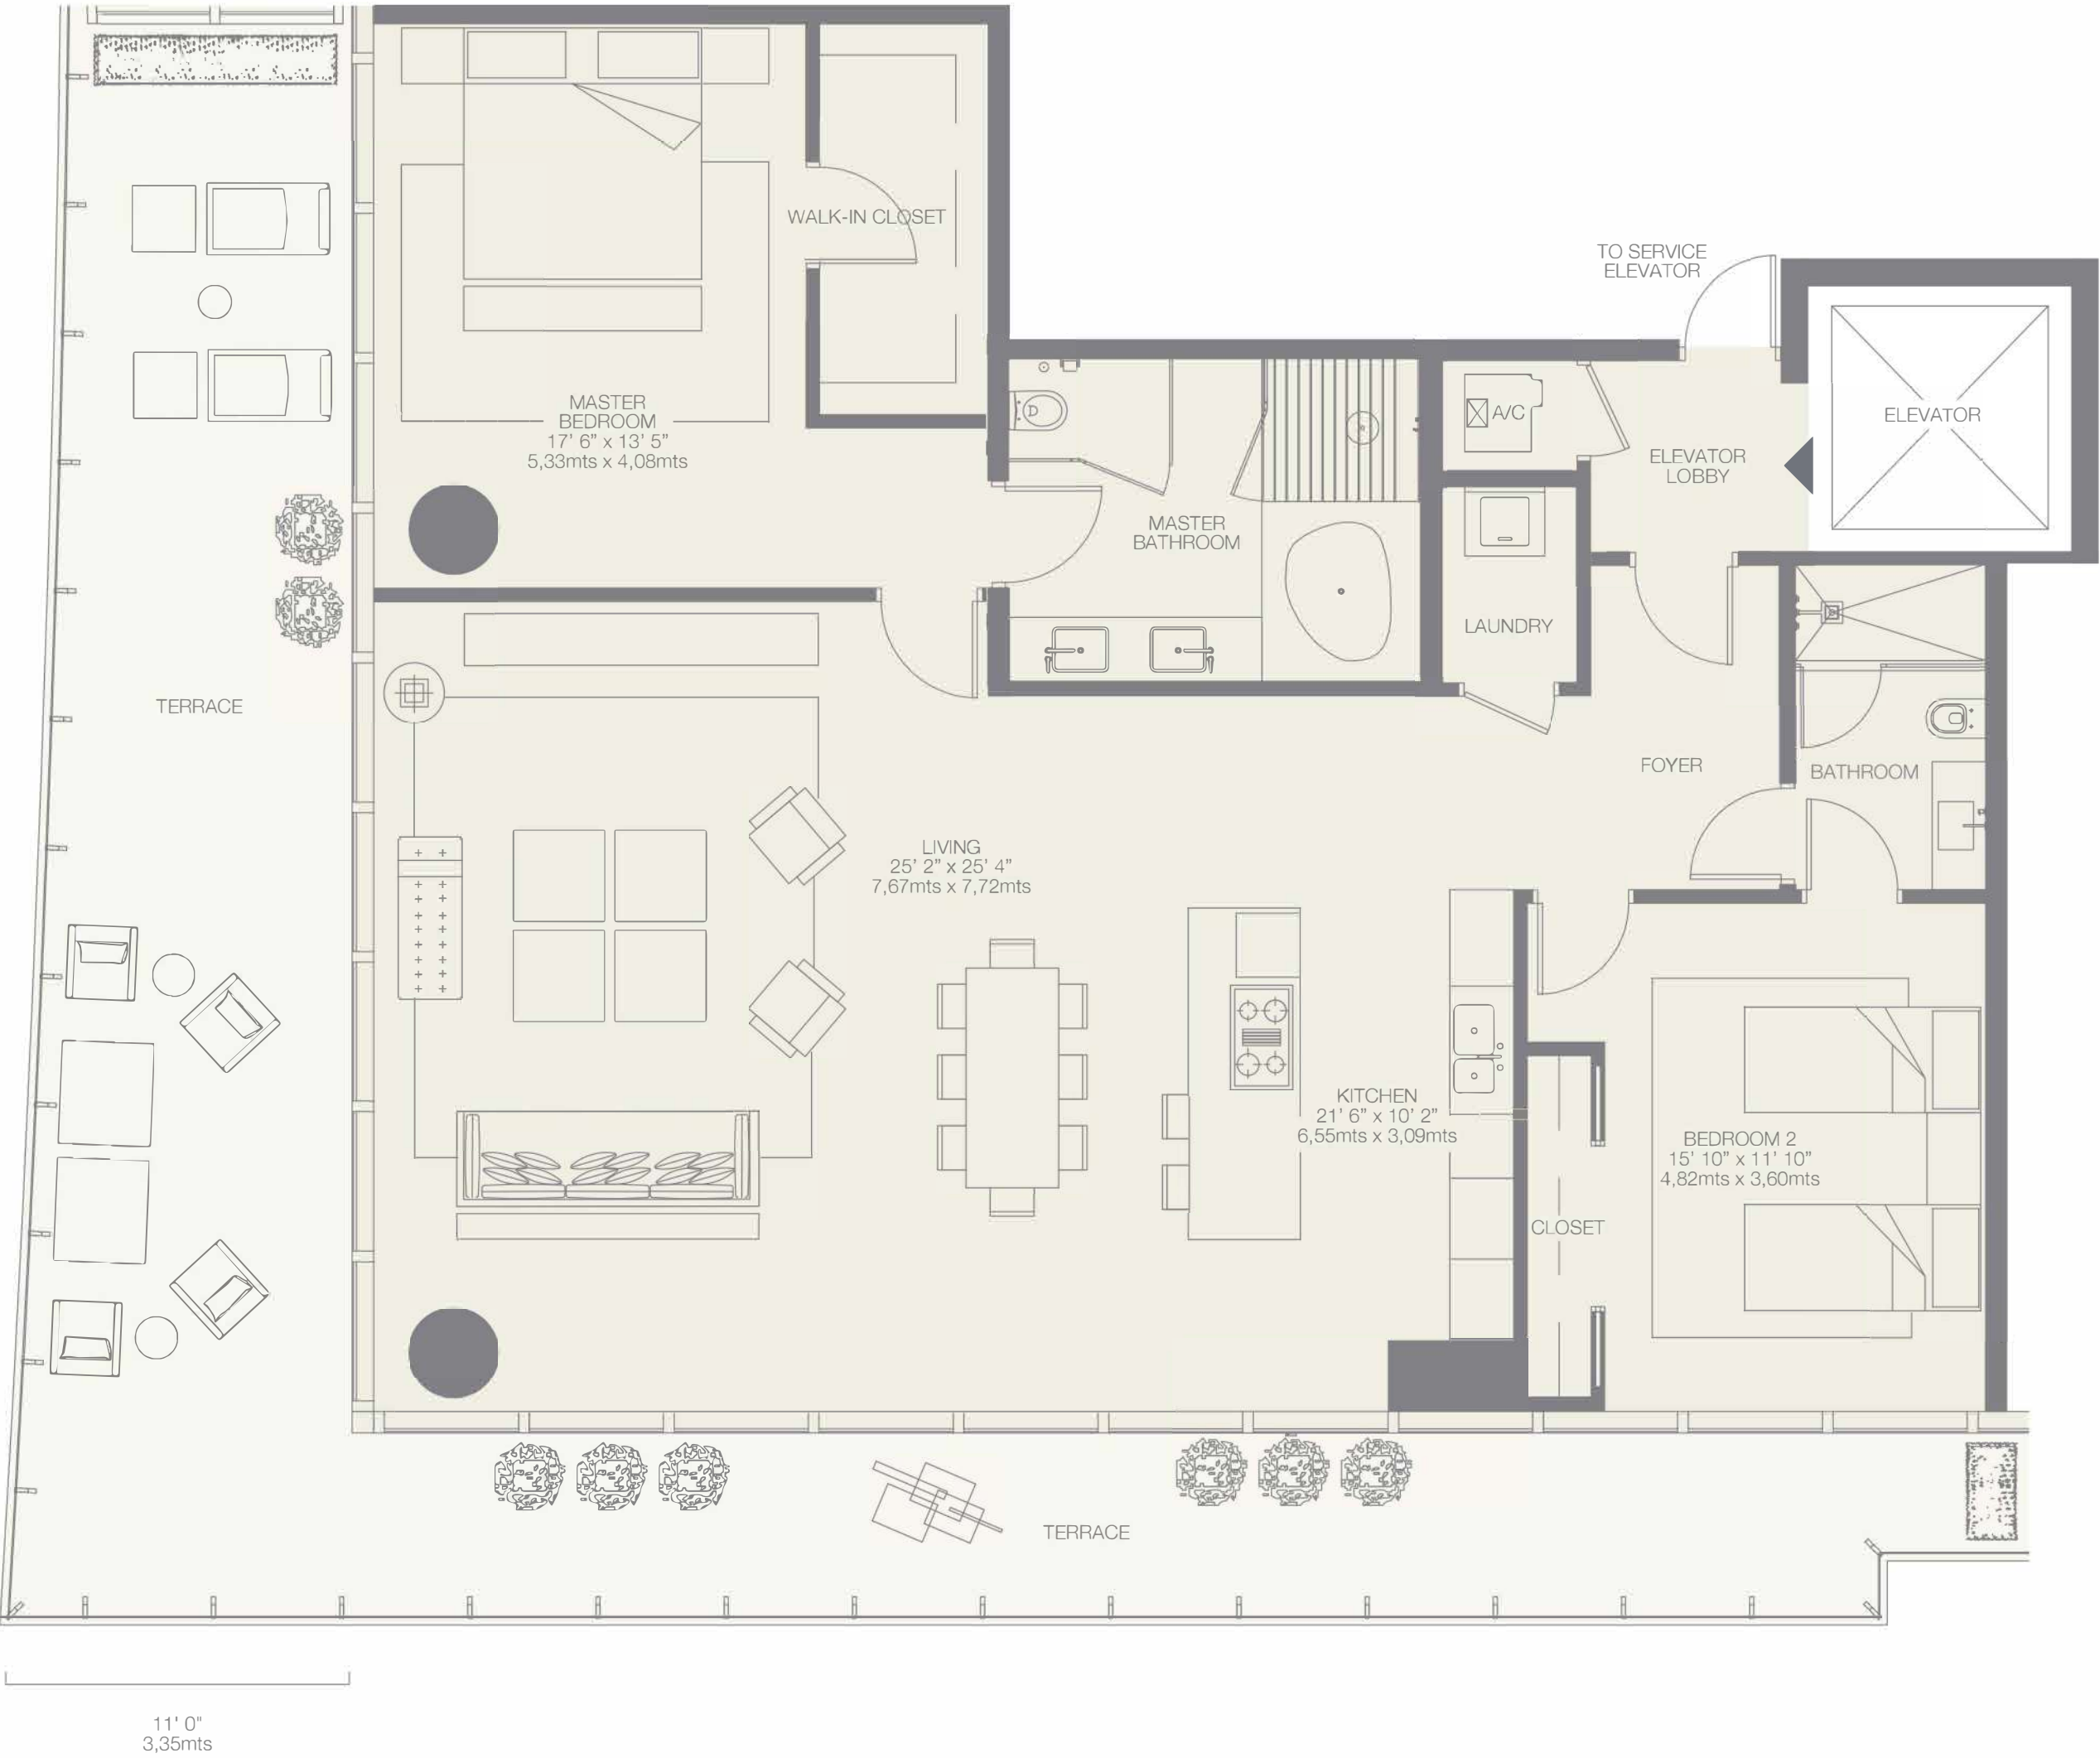 WALK-IN CLOSET
TO SERVICE
ELEVATOR
MASTER
BEDROOM
17' 6" x 13' 5"
5,33mts x 4,08mts
D
A/C
ELEVATOR
ELEVATOR
LOBBY
MASTER
BATHROOM
LAUNDRY
TERRACE
FOYER
BATHROOM
LIVING
25' 2" x 25' 4"
7,67mts x 7,72mts
KITCHEN
21' 6" x 10' 2"
6,55mts x 3,09mts
BEDROOM 2
15' 10" x 11' 10"
4,82mts x 3,60mts
CLOSET
TERRACE
11' 0"
3,35mts